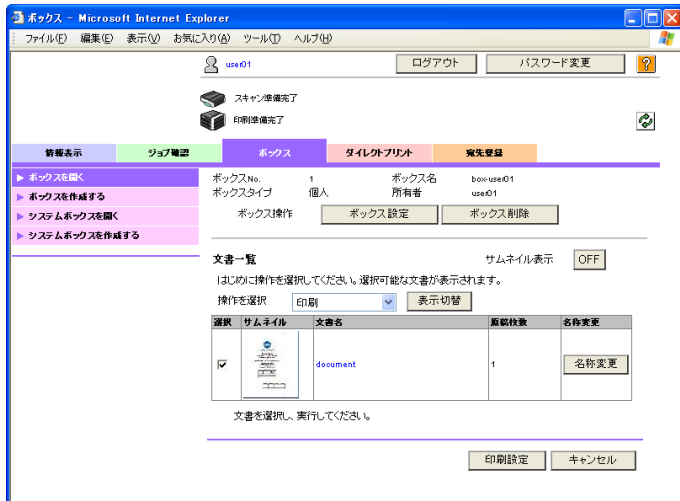 ボックス - Microsoft Internet Explorer
ファイル(F) 編集(E) 表示(V) お気に入り(A) ツール(T) ヘルプ(H)
user01 ログアウト パスワード変更 ?
スキャン準備完了
印刷準備完了
情報表示 ジョブ確認 ボックス ダイレクトプリント 宛先登録
ボックスを開く
ボックスを作成する
システムボックスを開く
システムボックスを作成する
ボックスNo. 1 ボックス名 box-user01
ボックスタイプ 個人 所有者 user01
ボックス操作 ボックス設定 ボックス削除
文書一覧 サムネイル表示 OFF
はじめに操作を選択してください。選択可能な文書が表示されます。
操作を選択 印刷 表示切替
選択 サムネイル 文書名 原稿枚数 名称変更
document 1 名称変更
文書を選択し、実行してください。
印刷設定 キャンセル